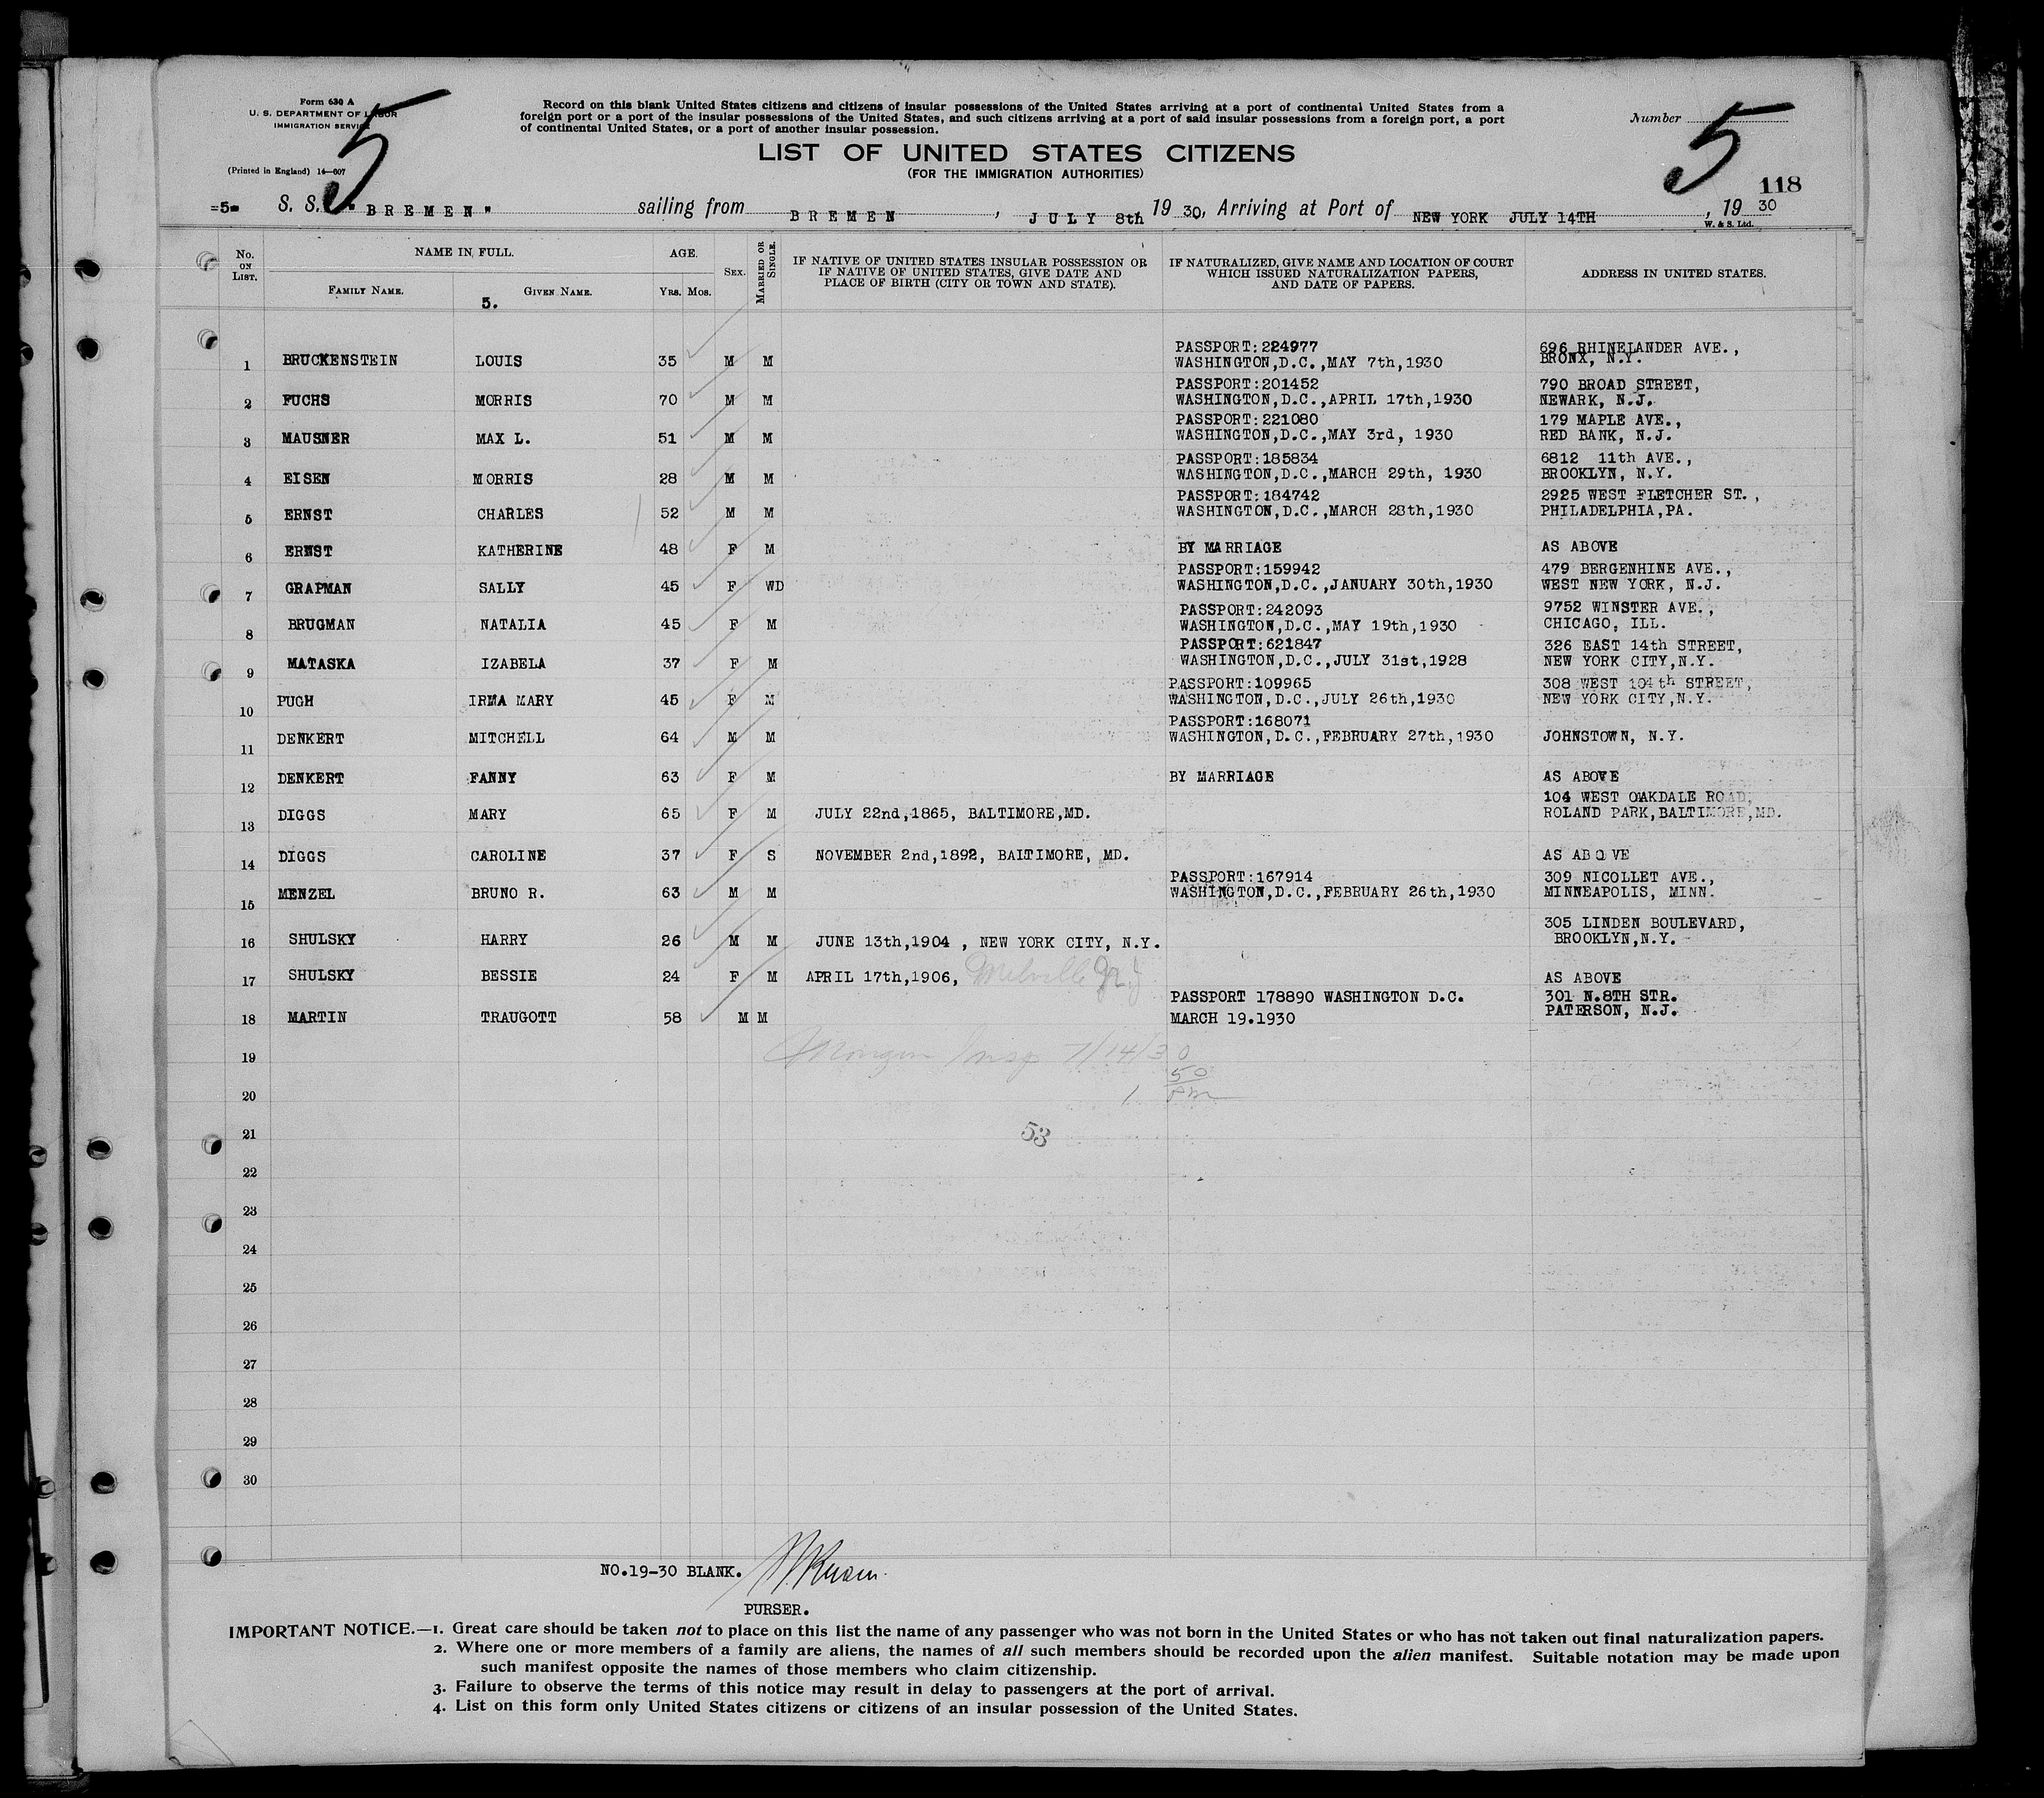 Form 630 A
U. S. DEPARTMENT OF LABOR
IMMIGRATION SERVICE
(Printed in England) 14—607
5
Record on this blank United States citizens and citizens of insular possessions of the United States arriving at a port of continental United States from a
foreign port or a port of the insular possessions of the United States, and such citizens arriving at a port of said insular possessions from a foreign port, a port
of continental United States, or a port of another insular possession.
Number 5
LIST OF UNITED STATES CITIZENS
(FOR THE IMMIGRATION AUTHORITIES)
118
=5= S. S. "BREMEN" sailing from BREMEN, JULY 8th 1930, Arriving at Port of NEW YORK JULY 14TH, 1930
W. & S. Ltd.
No. ON LIST. NAME IN FULL. AGE. SEX. MARRIED OR SINGLE. IF NATIVE OF UNITED STATES INSULAR POSSESSION OR IF NATIVE OF UNITED STATES, GIVE DATE AND PLACE OF BIRTH (CITY OR TOWN AND STATE). IF NATURALIZED, GIVE NAME AND LOCATION OF COURT WHICH ISSUED NATURALIZATION PAPERS, AND DATE OF PAPERS. ADDRESS IN UNITED STATES.
FAMILY NAME. 5. GIVEN NAME. YRS. MOS.
PASSPORT:224977 696 RHINELANDER AVE.,
1 BRUCKENSTEIN LOUIS 35 M M WASHINGTON,D.C.,MAY 7th,1930 BRONX, N.Y.
PASSPORT:201452 790 BROAD STREET,
2 FUCHS MORRIS 70 M M WASHINGTON,D.C.,APRIL 17th,1930 NEWARK, N.J.
PASSPORT:221080 179 MAPLE AVE.,
3 MAUSNER MAX L. 51 M M WASHINGTON,D.C.,MAY 3rd, 1930 RED BANK, N.J.
PASSPORT:185834 6812 11th AVE.,
4 EISEN MORRIS 28 M M WASHINGTON,D.C.,MARCH 29th, 1930 BROOKLYN, N.Y.
PASSPORT:184742 2925 WEST FLETCHER ST.,
5 ERNST CHARLES 52 M M WASHINGTON,D.C.,MARCH 28th,1930 PHILADELPHIA,PA.
6 ERNST KATHERINE 48 F M BY MARRIAGE AS ABOVE
PASSPORT:159942 479 BERGENHINE AVE.,
7 GRAPMAN SALLY 45 F WD WASHINGTON,D.C.,JANUARY 30th,1930 WEST NEW YORK, N.J.
PASSPORT:242093 9752 WINSTER AVE.,
8 BRUGMAN NATALIA 45 F M WASHINGTON,D.C.,MAY 19th,1930 CHICAGO, ILL.
PASSPORT:621847 326 EAST 14th STREET,
9 MATASKA IZABELA 37 F M WASHINGTON,D.C.,JULY 31st,1928 NEW YORK CITY,N.Y.
PASSPORT:109965 308 WEST 104th STREET,
10 PUGH IRMA MARY 45 F M WASHINGTON,D.C.,JULY 26th,1930 NEW YORK CITY,N.Y.
PASSPORT:168071
11 DENKERT MITCHELL 64 M M WASHINGTON,D.C.,FEBRUARY 27th,1930 JOHNSTOWN, N.Y.
12 DENKERT FANNY 63 F M BY MARRIAGE AS ABOVE
104 WEST OAKDALE ROAD,
13 DIGGS MARY 65 F M JULY 22nd,1865, BALTIMORE,MD. ROLAND PARK,BALTIMORE,MD.
14 DIGGS CAROLINE 37 F S NOVEMBER 2nd,1892, BAITIMORE, MD. AS ABOVE
PASSPORT:167914 309 NICOLLET AVE.,
15 MENZEL BRUNO R. 63 M M WASHINGTON,D.C.,FEBRUARY 26th,1930 MINNEAPOLIS, MINN.
305 LINDEN BOULEVARD,
16 SHULSKY HARRY 26 M M JUNE 13th,1904 , NEW YORK CITY, N.Y. BROOKLYN,N.Y.
17 SHULSKY BESSIE 24 F M APRIL 17th,1906, Melville AS ABOVE
PASSPORT 178890 WASHINGTON D.C. 301 N.8TH STR.
18 MARTIN TRAUGOTT 58 M M MARCH 19.1930 PATERSON, N.J.
19 Insp 7/14/30
20 1 50 pm
21 53
22
23
24
25
26
27
28
29
30
NO.19-30 BLANK.
PURSER.
IMPORTANT NOTICE.—1. Great care should be taken not to place on this list the name of any passenger who was not born in the United States or who has not taken out final naturalization papers.
2. Where one or more members of a family are aliens, the names of all such members should be recorded upon the alien manifest. Suitable notation may be made upon
such manifest opposite the names of those members who claim citizenship.
3. Failure to observe the terms of this notice may result in delay to passengers at the port of arrival.
4. List on this form only United States citizens or citizens of an insular possession of the United States.